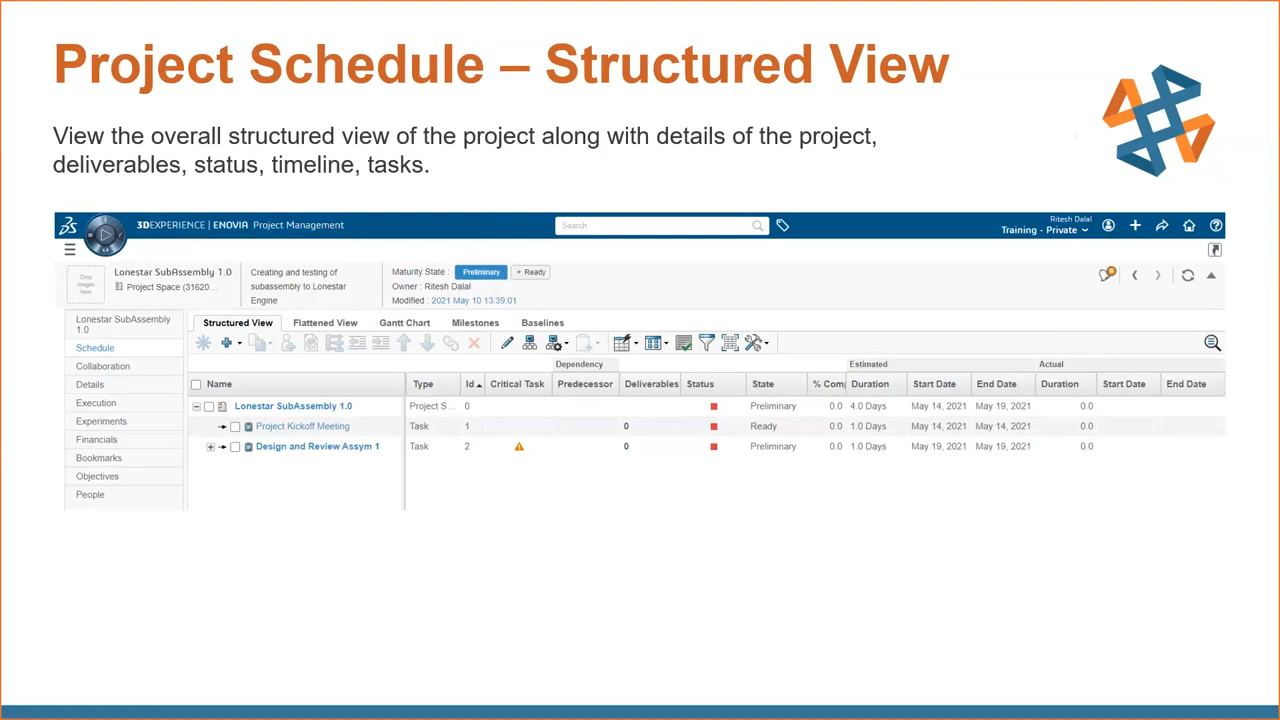 Project Schedule – Structured View
View the overall structured view of the project along with details of the project,
deliverables, status, timeline, tasks.
3DEXPERIENCE | ENOVIA Project Management
Search
Ritesh Dalal
Training - Private
Lonestar SubAssembly 1.0
Project Space (31620...
Creating and testing of
subassembly to Lonestar
Engine
Maturity State : Preliminary + Ready
Owner : Ritesh Dalal
Modified : 2021 May 10 13:39:01
Drop
images
here
Lonestar SubAssembly
1.0
Schedule
Collaboration
Details
Execution
Experiments
Financials
Bookmarks
Objectives
People
Structured View Flattened View Gantt Chart Milestones Baselines
Dependency Estimated Actual
Name Type Id Critical Task Predecessor Deliverables Status State % Comp Duration Start Date End Date Duration Start Date End Date
Lonestar SubAssembly 1.0 Project S... 0 Preliminary 0.0 4.0 Days May 14, 2021 May 19, 2021 0.0
Project Kickoff Meeting Task 1 0 Ready 0.0 1.0 Days May 14, 2021 May 14, 2021 0.0
Design and Review Assym 1 Task 2 0 Preliminary 0.0 1.0 Days May 19, 2021 May 19, 2021 0.0